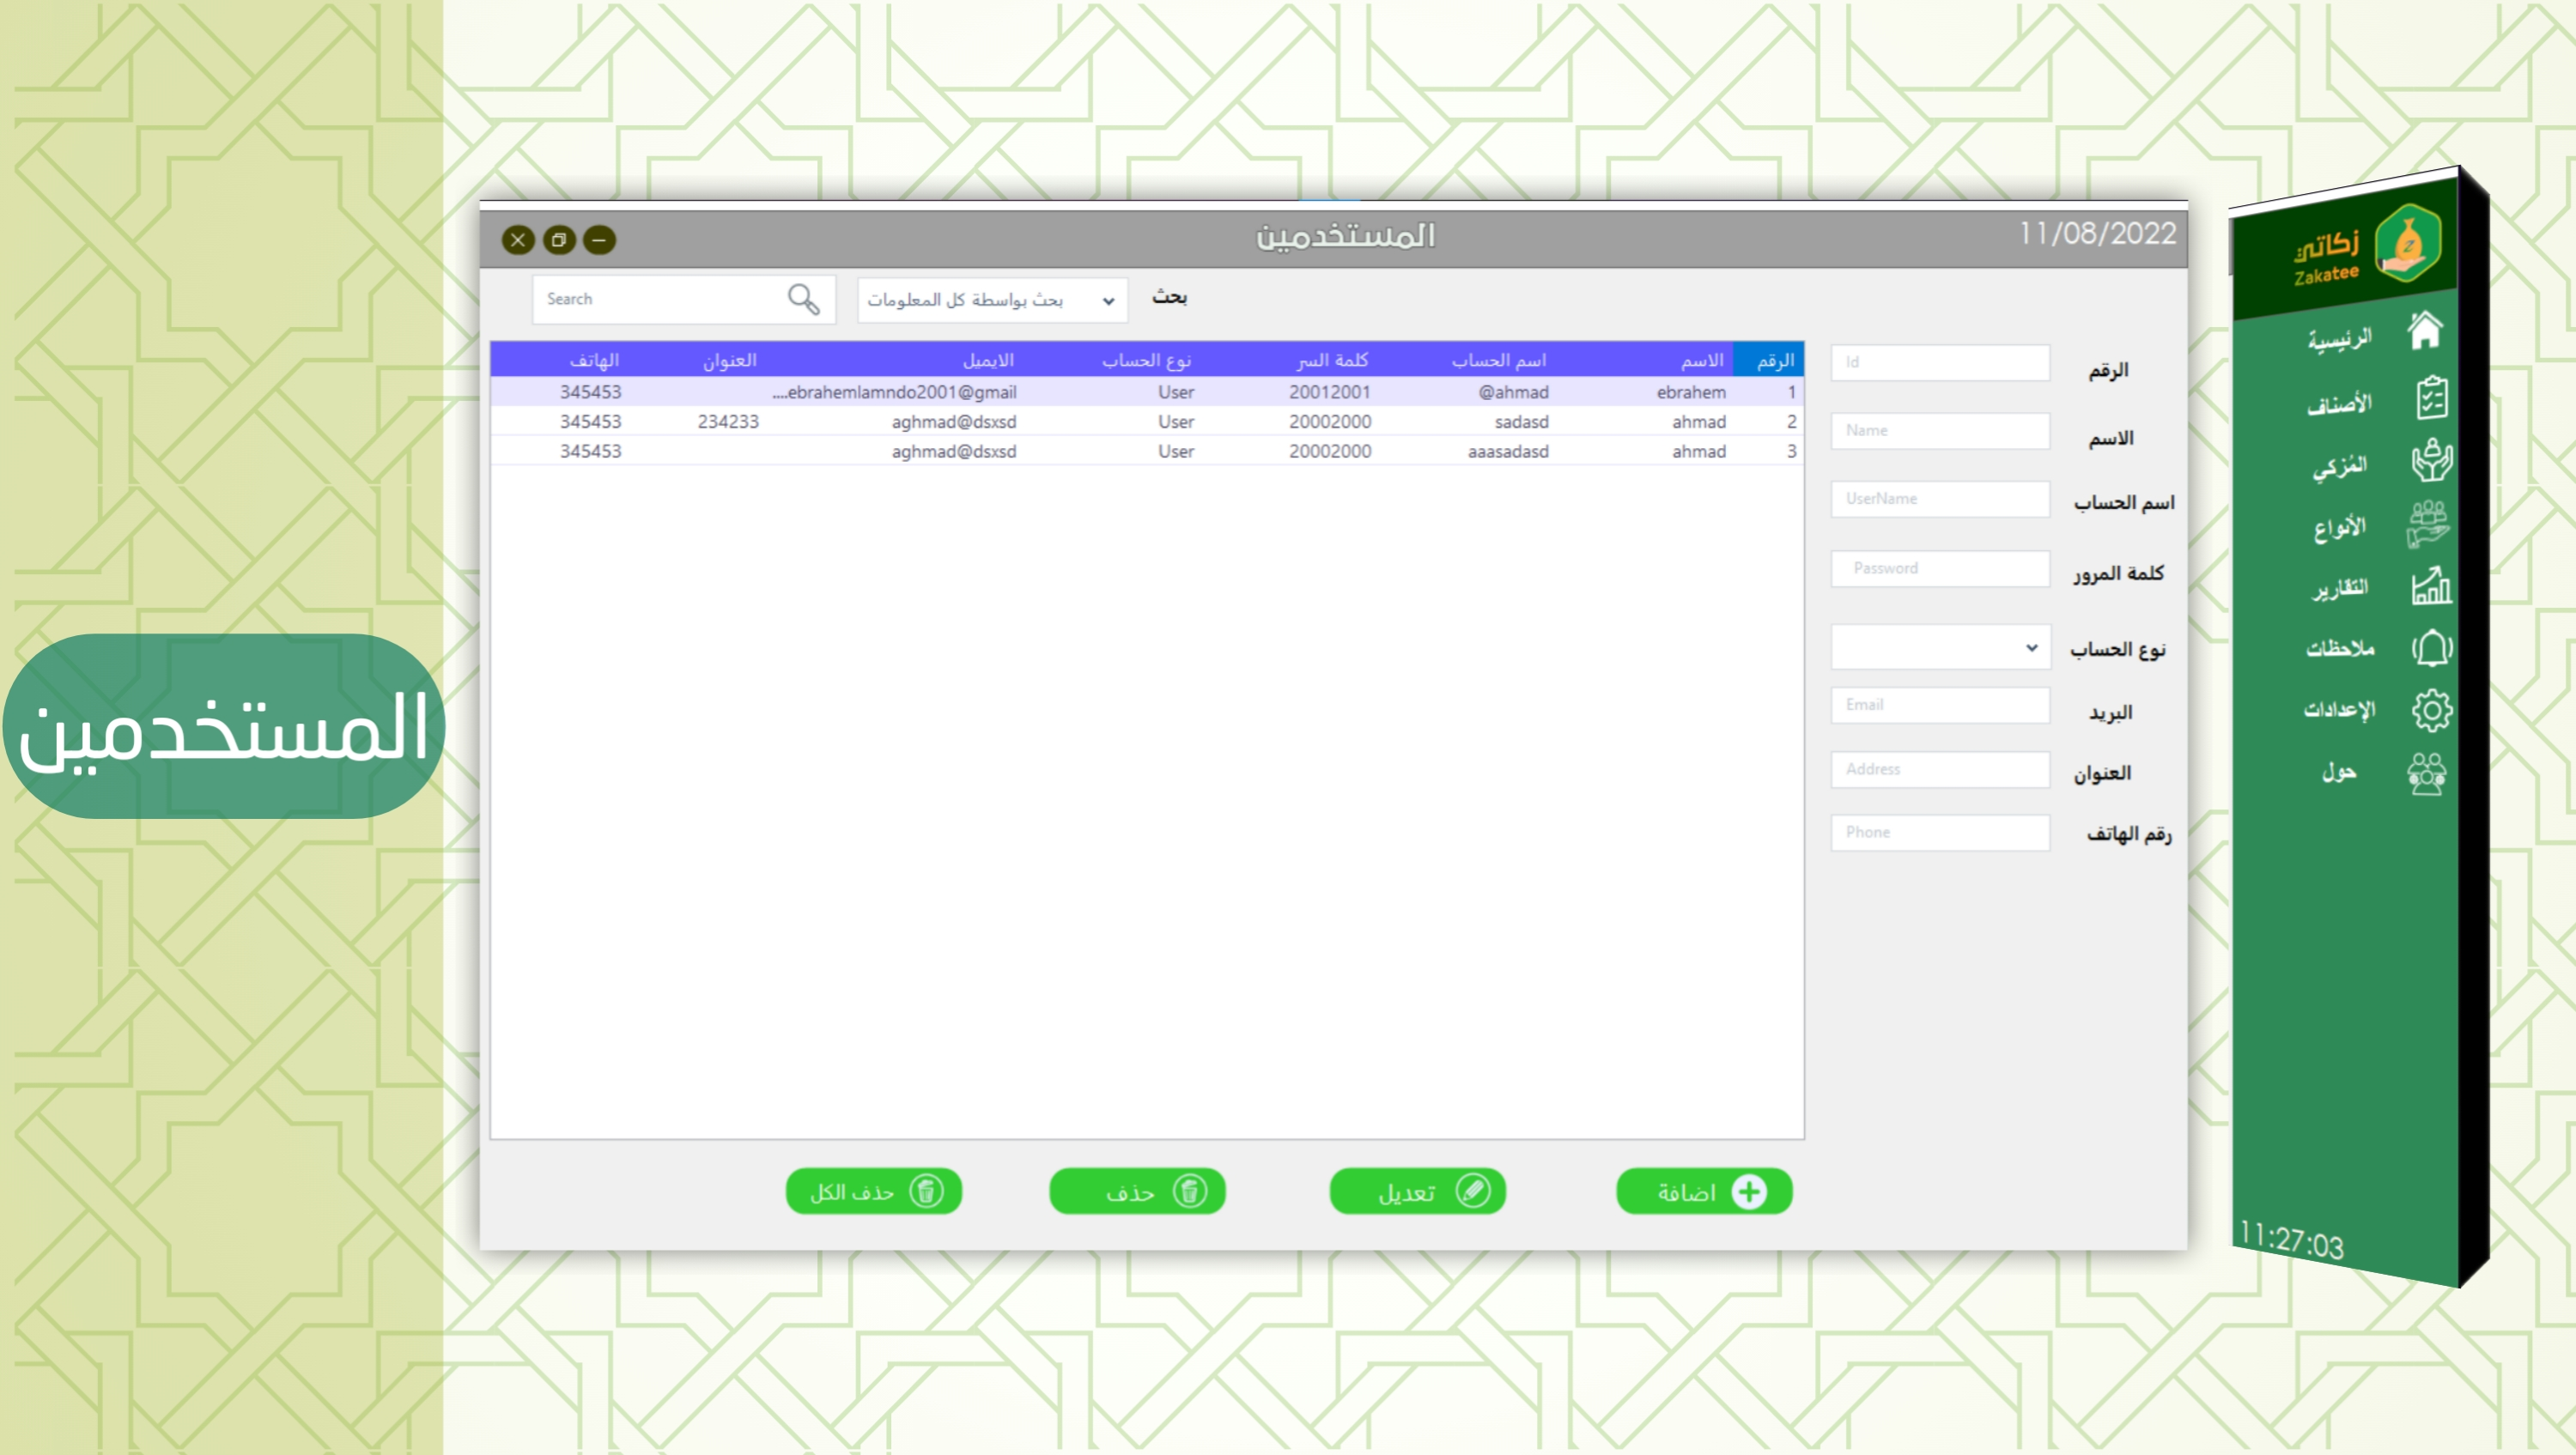 المستخدمين
11/08/2022
المستخدمين
بحث
بحث بواسطة كل المعلومات
Search
الرقم الاسم اسم الحساب كلمة السر نوع الحساب الايميل العنوان الهاتف
1 ebrahem @ahmad 20012001 User ebrahemlamndo2001@gmail.... 345453
2 ahmad sadasd 20002000 User aghmad@dsxsd 234233 345453
3 ahmad aaasadasd 20002000 User aghmad@dsxsd 345453
الرقم Id
الاسم Name
اسم الحساب UserName
كلمة المرور Password
نوع الحساب
البريد Email
العنوان Address
رقم الهاتف Phone
اضافة
تعديل
حذف
حذف الكل
زكاتي
Zakatee
الرئيسية
الأصناف
المُزكي
الأنواع
التقارير
ملاحظات
الإعدادات
حول
11:27:03